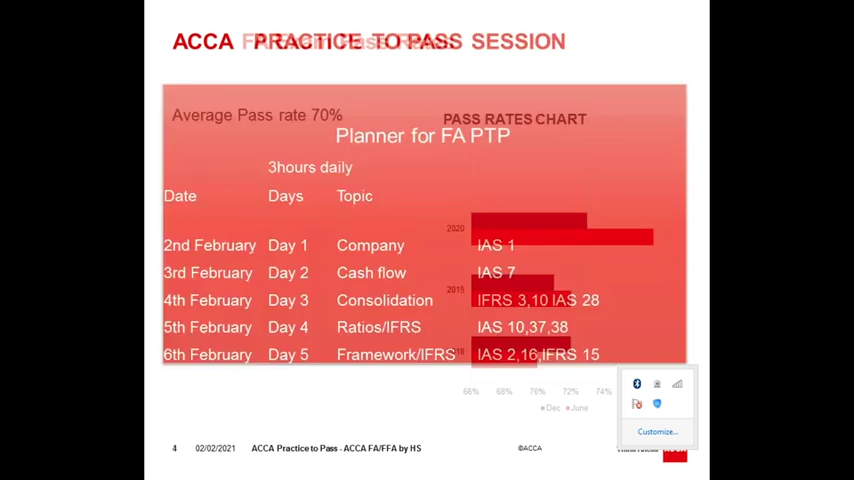 ACCA PRACTICE TO PASS SESSION
Average Pass rate 70%
PASS RATES CHART
Planner for FA PTP
3hours daily
Date Days Topic
2020
2nd February Day 1 Company IAS 1
3rd February Day 2 Cash flow IAS 7
2019
4th February Day 3 Consolidation IFRS 3,10 IAS 28
5th February Day 4 Ratios/IFRS IAS 10,37,38
6th February Day 5 Framework/IFRS IAS 2,16,IFRS 15
66% 68% 70% 72% 74%
Dec June
Customize...
4 02/02/2021 ACCA Practice to Pass - ACCA FA/FFA by HS ©ACCA